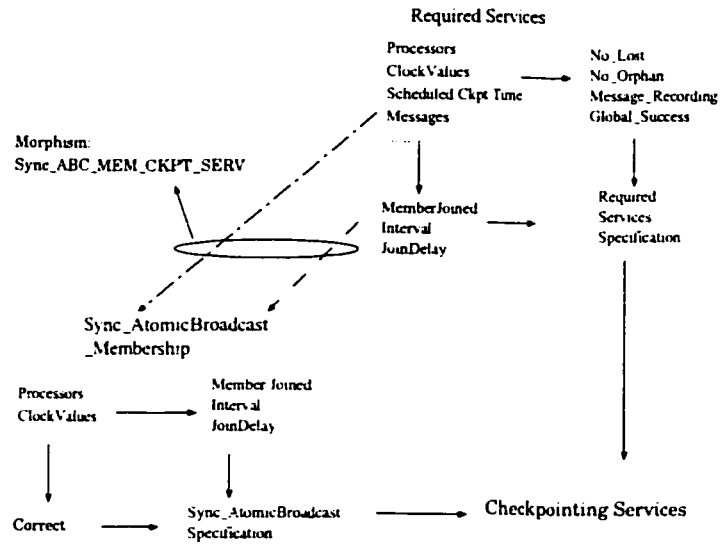 Required Services
Processors
ClockValues
Scheduled Ckpt Time
Messages
......
No_Lost
No_Orphan
Message_Recording
Global_Success
Morphism:
Sync_ABC_MEM_CKPT_SERV
MemberJoined
Interval
JoinDelay
Required
Services
Specification
Sync_AtomicBroadcast
_Membership
Processors
ClockValues
Member Joined
Interval
JoinDelay
Correct
Sync_AtomicBroadcast
Specification
Checkpointing Services